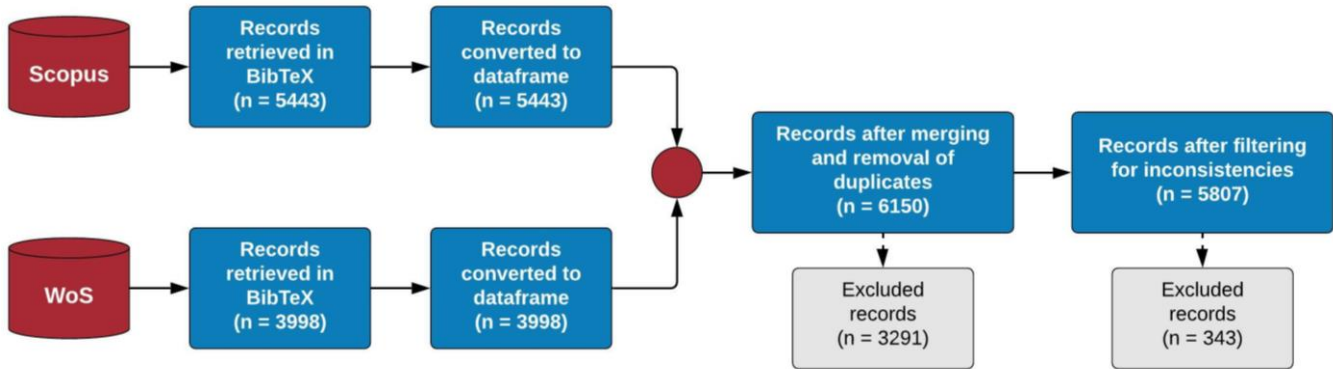 Scopus
Records
retrieved in
BibTeX
(n = 5443)
Records
converted to
dataframe
(n = 5443)
WoS
Records
retrieved in
BibTeX
(n = 3998)
Records
converted to
dataframe
(n = 3998)
Records after merging
and removal of
duplicates
(n = 6150)
Excluded
records
(n = 3291)
Records after filtering
for inconsistencies
(n = 5807)
Excluded
records
(n = 343)